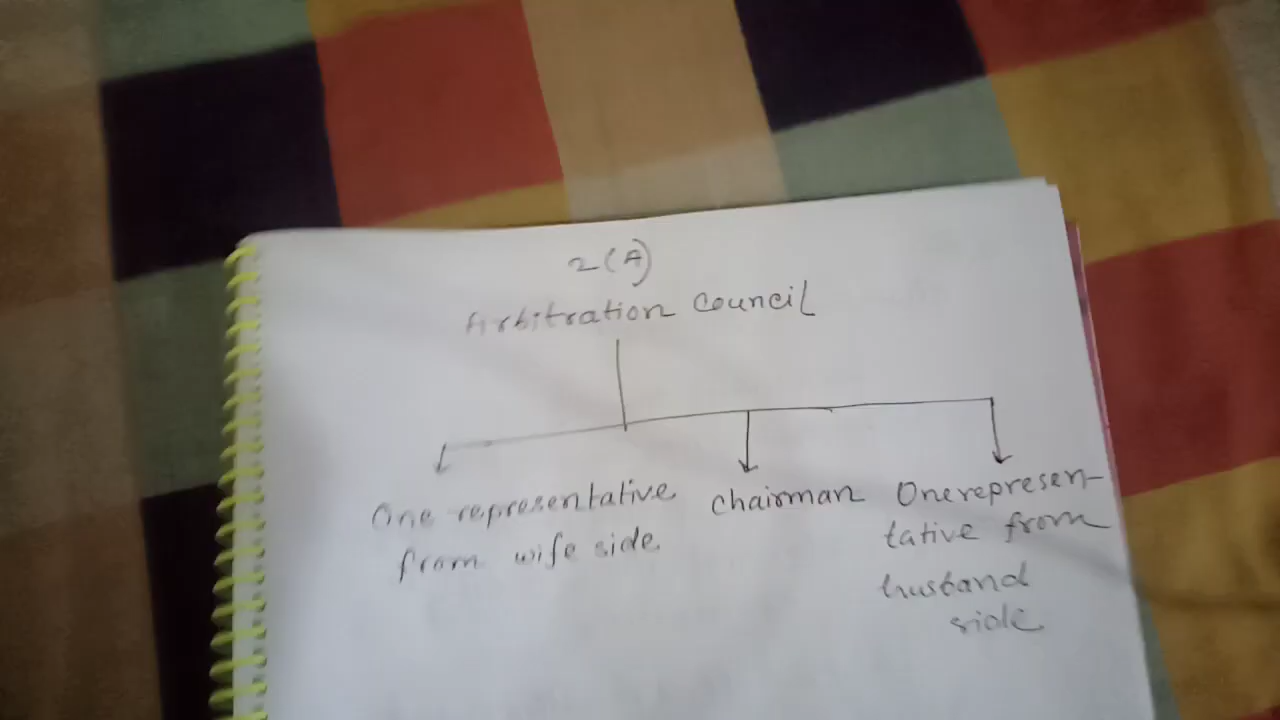 2(A)
Arbitration Council
One representative
from wife side
chairman
One represen-
tative from
husband
side